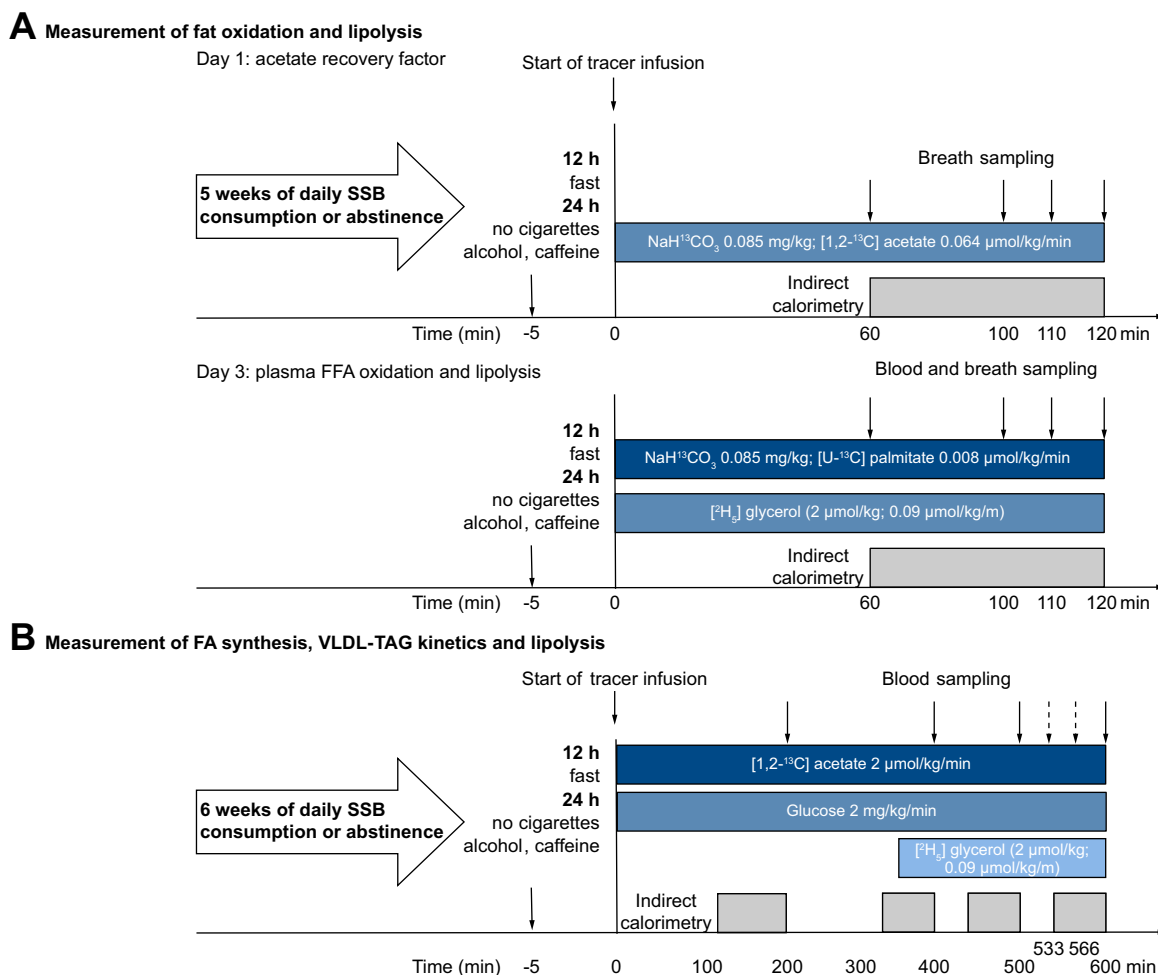 A Measurement of fat oxidation and lipolysis
Day 1: acetate recovery factor
Start of tracer infusion
5 weeks of daily SSB
consumption or abstinence
12 h
fast
24 h
no cigarettes
alcohol, caffeine
Breath sampling
NaH¹³CO₃ 0.085 mg/kg; [1,2-¹³C] acetate 0.064 µmol/kg/min
Indirect
calorimetry
Time (min) -5 0 60 100 110 120 min
Day 3: plasma FFA oxidation and lipolysis
Blood and breath sampling
12 h
fast
24 h
no cigarettes
alcohol, caffeine
NaH¹³CO₃ 0.085 mg/kg; [U-¹³C] palmitate 0.008 µmol/kg/min
[²H₅] glycerol (2 µmol/kg; 0.09 µmol/kg/m)
Indirect
calorimetry
Time (min) -5 0 60 100 110 120 min
B Measurement of FA synthesis, VLDL-TAG kinetics and lipolysis
Start of tracer infusion
Blood sampling
6 weeks of daily SSB
consumption or abstinence
12 h
fast
24 h
no cigarettes
alcohol, caffeine
[1,2-¹³C] acetate 2 µmol/kg/min
Glucose 2 mg/kg/min
[²H₅] glycerol (2 µmol/kg;
0.09 µmol/kg/m)
Indirect
calorimetry
533 566
Time (min) -5 0 100 200 300 400 500 600 min